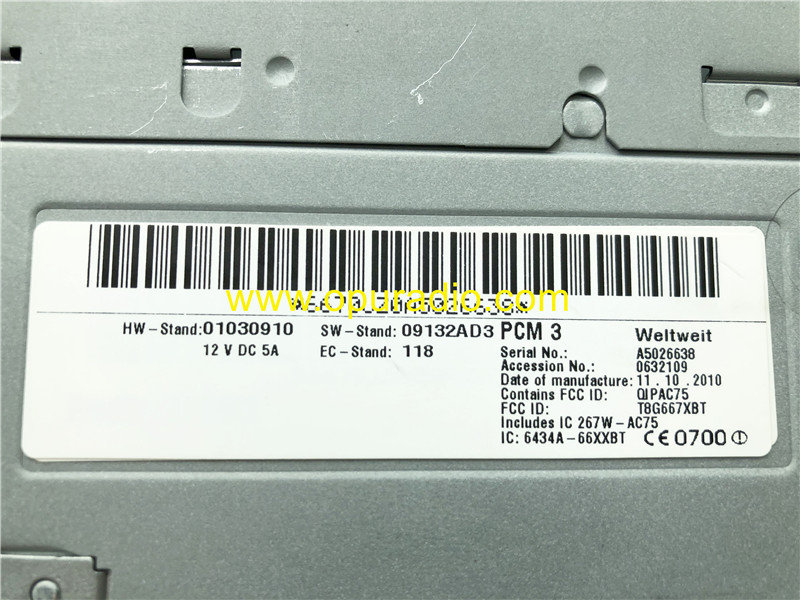 www.opuradio.com
HW-Stand:01030910 SW-Stand: 09132AD3 PCM 3 Weltweit
12 V DC 5A EC-Stand: 118
Serial No.: A5026638
Accession No.: 0632109
Date of manufacture: 11.10.2010
Contains FCC ID: QIPAC75
FCC ID: T8G667XBT
Includes IC 267W-AC75
IC: 6434A-66XXBT CE0700